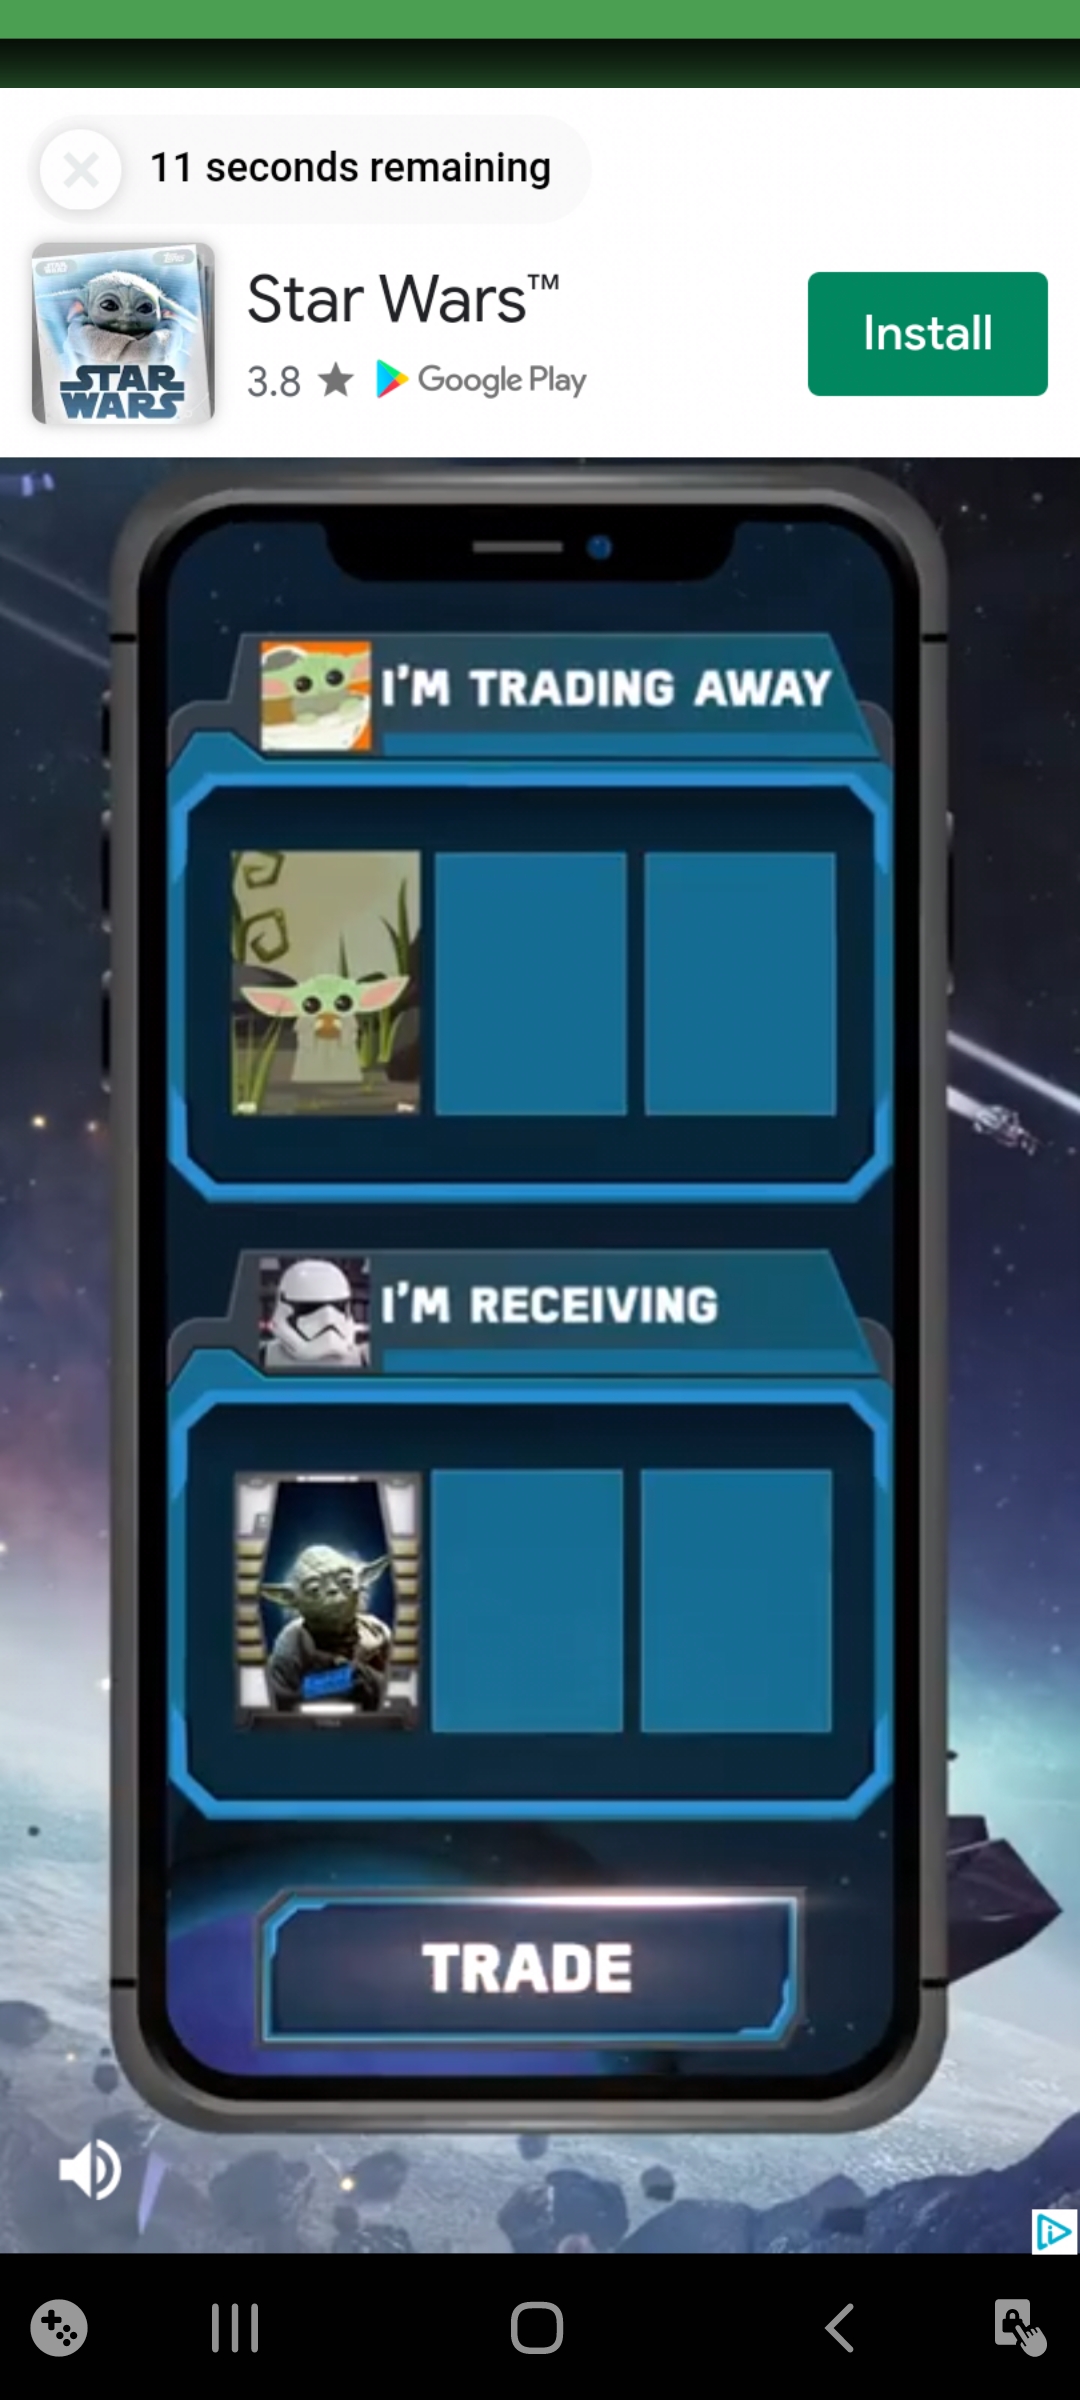 11 seconds remaining
Star Wars™
3.8 ★ Google Play
Install
STAR
WARS
I'M TRADING AWAY
I'M RECEIVING
TRADE